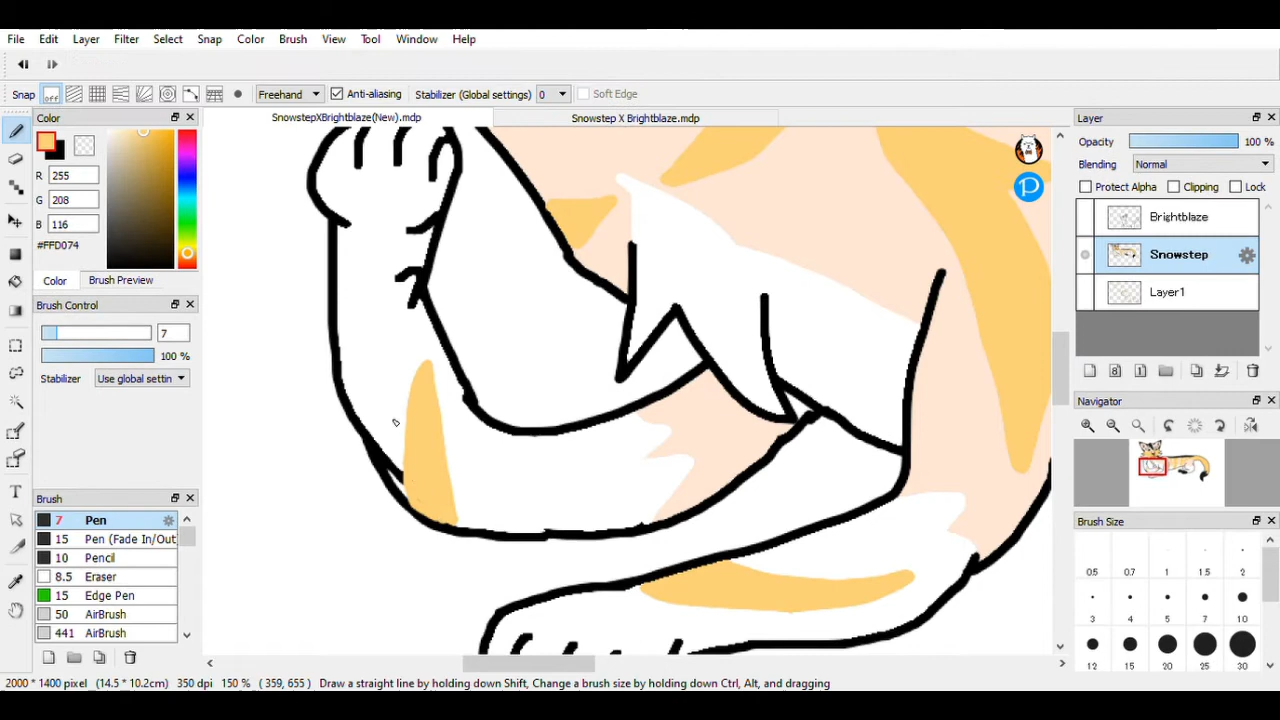 File Edit Layer Filter Select Snap Color Brush View Tool Window Help
Snap off Freehand Anti-aliasing Stabilizer (Global settings) 0 Soft Edge
Color
SnowstepXBrightblaze(New).mdp
Snowstep X Brightblaze.mdp
R 255
G 208
B 116
#FFD074
Color Brush Preview
Brush Control
7
100 %
Stabilizer Use global settin
Brush
7 Pen
15 Pen (Fade In/Out
10 Pencil
8.5 Eraser
15 Edge Pen
50 AirBrush
441 AirBrush
Layer
Opacity 100 %
Blending Normal
Protect Alpha Clipping Lock
Brightblaze
Snowstep
Layer1
8 1
Navigator
Brush Size
0.5 0.7 1 1.5 2
3 4 5 7 10
12 15 20 25 30
2000 * 1400 pixel (14.5 * 10.2cm) 350 dpi 150 % ( 359, 655 ) Draw a straight line by holding down Shift, Change a brush size by holding down Ctrl, Alt, and dragging